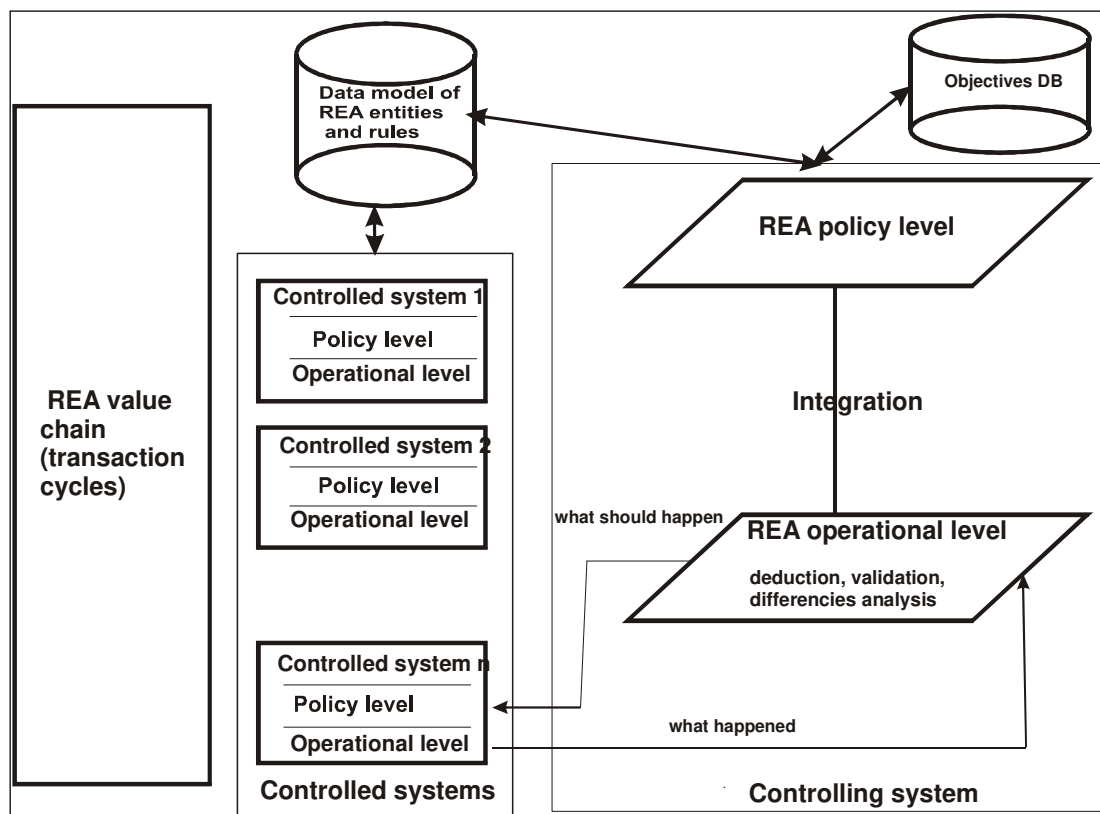 Data model of
REA entities
and rules
Objectives DB
REA value
chain
(transaction
cycles)
Controlled system 1
Policy level
Operational level
Controlled system 2
Policy level
Operational level
Controlled system n
Policy level
Operational level
Controlled systems
REA policy level
Integration
what should happen
REA operational level
deduction, validation,
differencies analysis
what happened
Controlling system